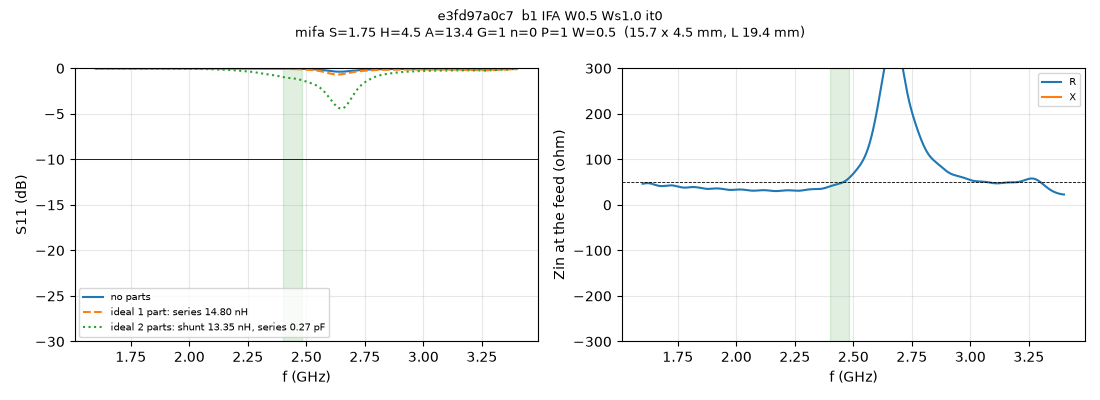 e3fd97a0c7  b1 IFA W0.5 Ws1.0 it0
mifa S=1.75 H=4.5 A=13.4 G=1 n=0 P=1 W=0.5  (15.7 x 4.5 mm, L 19.4 mm)
S11 (dB)
0
−5
−10
−15
−20
−25
−30
1.75
2.00
2.25
2.50
2.75
3.00
3.25
f (GHz)
no parts
ideal 1 part: series 14.80 nH
ideal 2 parts: shunt 13.35 nH, series 0.27 pF
Zin at the feed (ohm)
300
200
100
0
−100
−200
−300
1.75
2.00
2.25
2.50
2.75
3.00
3.25
f (GHz)
R
X